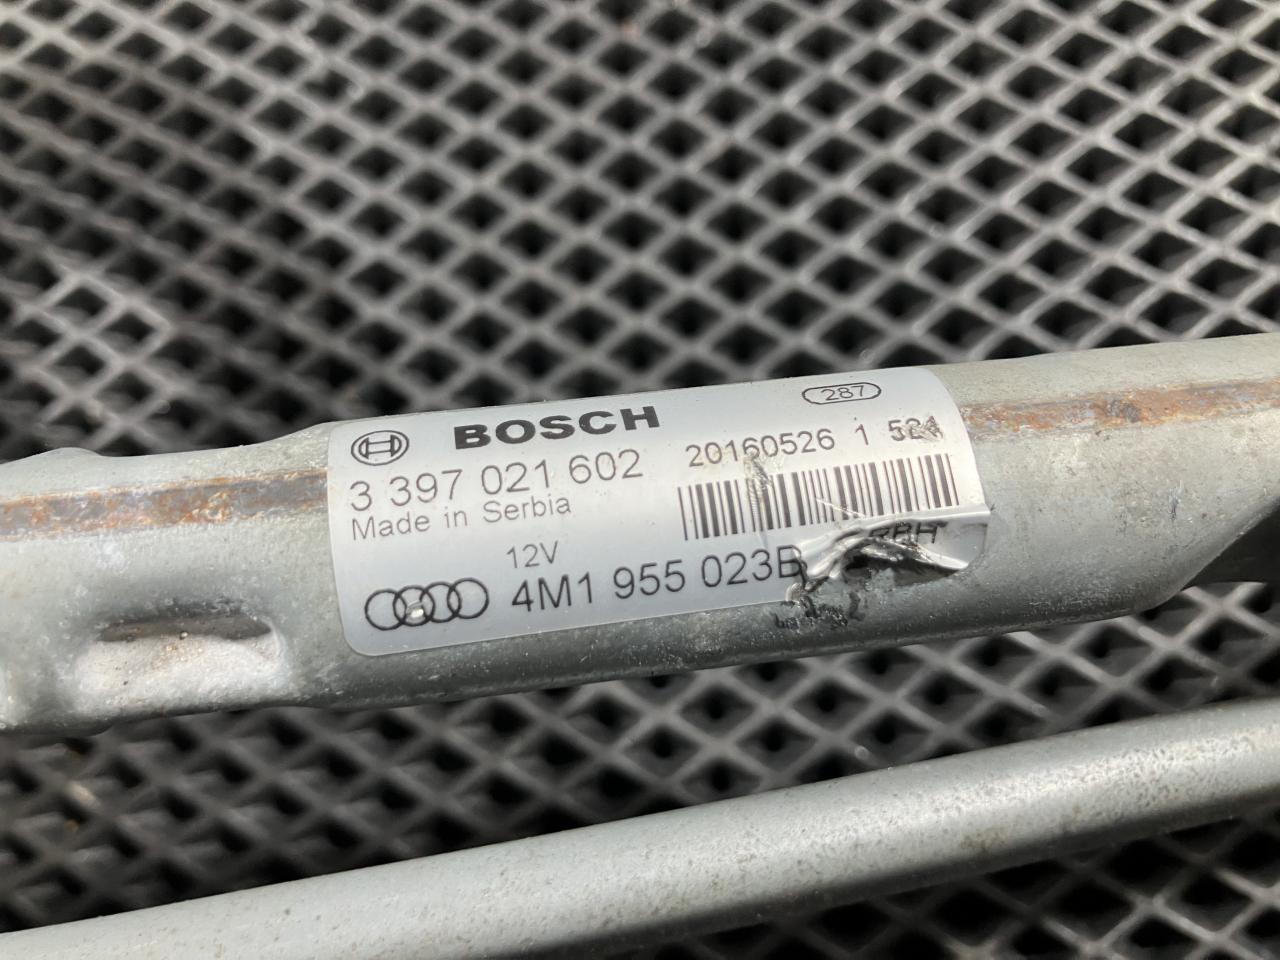 BOSCH
287
3 397 021 602
20160526 1 524
Made in Serbia
12V
4M1 955 023B